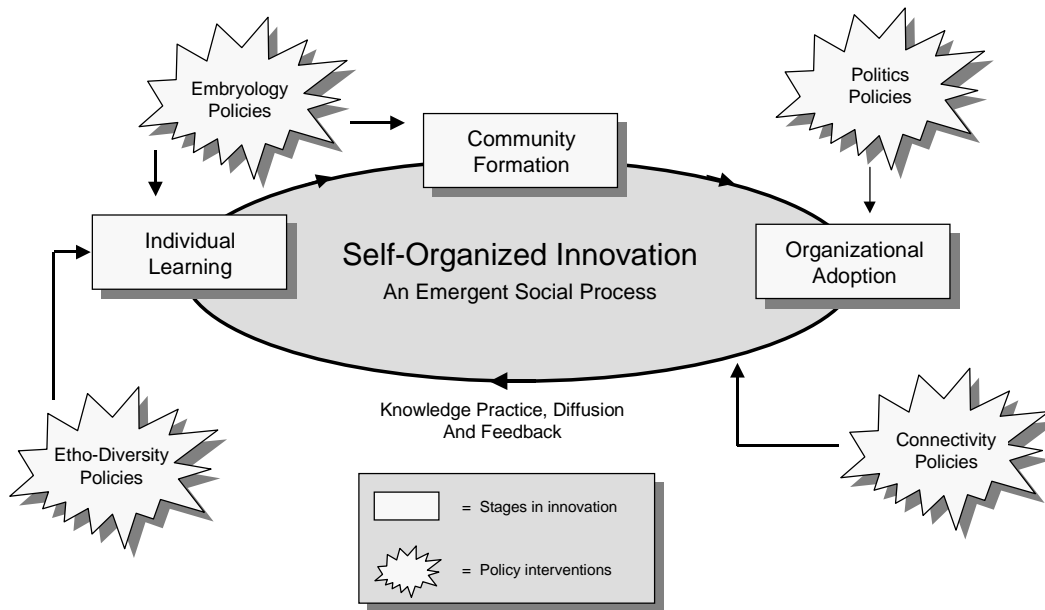 Embryology
Policies
Politics
Policies
Community
Formation
Individual
Learning
Self-Organized Innovation
An Emergent Social Process
Organizational
Adoption
Knowledge Practice, Diffusion
And Feedback
Etho-Diversity
Policies
Connectivity
Policies
= Stages in innovation
= Policy interventions